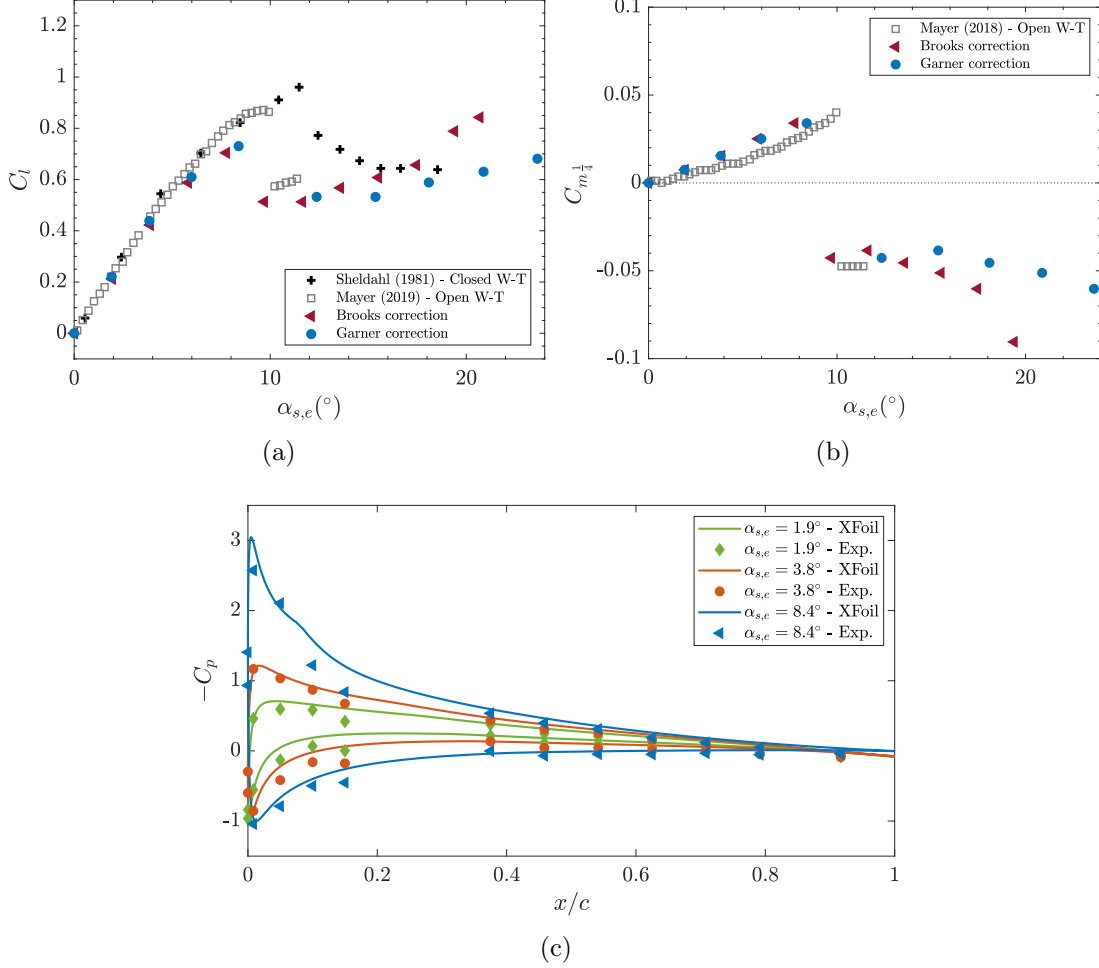 1.2
1
0.8
0.6
0.4
0.2
0
C_l
Sheldahl (1981) - Closed W-T
Mayer (2019) - Open W-T
Brooks correction
Garner correction
0 10 20
α_{s,e}(°)
(a)
0.1
0.05
0
-0.05
-0.1
C_{m 1/4}
Mayer (2018) - Open W-T
Brooks correction
Garner correction
0 10 20
α_{s,e}(°)
(b)
3
2
1
0
-1
−C_p
α_{s,e} = 1.9° - XFoil
α_{s,e} = 1.9° - Exp.
α_{s,e} = 3.8° - XFoil
α_{s,e} = 3.8° - Exp.
α_{s,e} = 8.4° - XFoil
α_{s,e} = 8.4° - Exp.
0 0.2 0.4 0.6 0.8 1
x/c
(c)